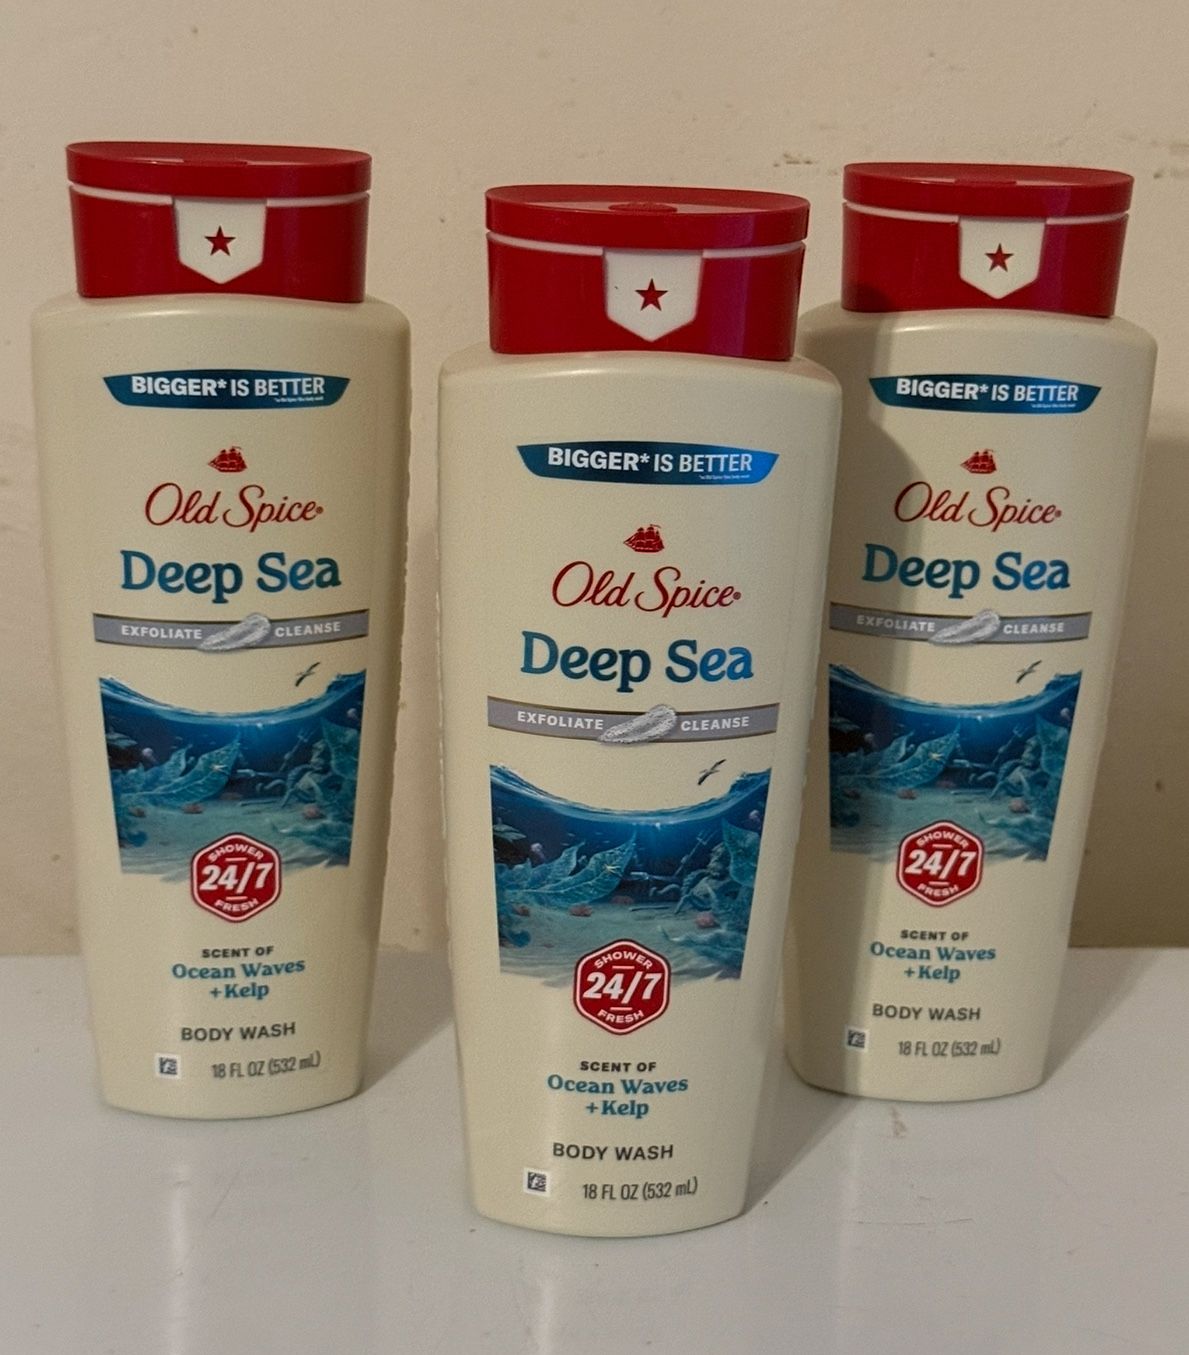 BIGGER* IS BETTER
Old Spice
Deep Sea
EXFOLIATE CLEANSE
SHOWER
24/7
FRESH
SCENT OF
Ocean Waves
+Kelp
BODY WASH
18 FL OZ (532 mL)
BIGGER* IS BETTER
Old Spice
Deep Sea
EXFOLIATE CLEANSE
SHOWER
24/7
FRESH
SCENT OF
Ocean Waves
+Kelp
BODY WASH
18 FL OZ (532 mL)
BIGGER* IS BETTER
Old Spice
Deep Sea
EXFOLIATE CLEANSE
SHOWER
24/7
FRESH
SCENT OF
Ocean Waves
+Kelp
BODY WASH
18 FL OZ (532 mL)